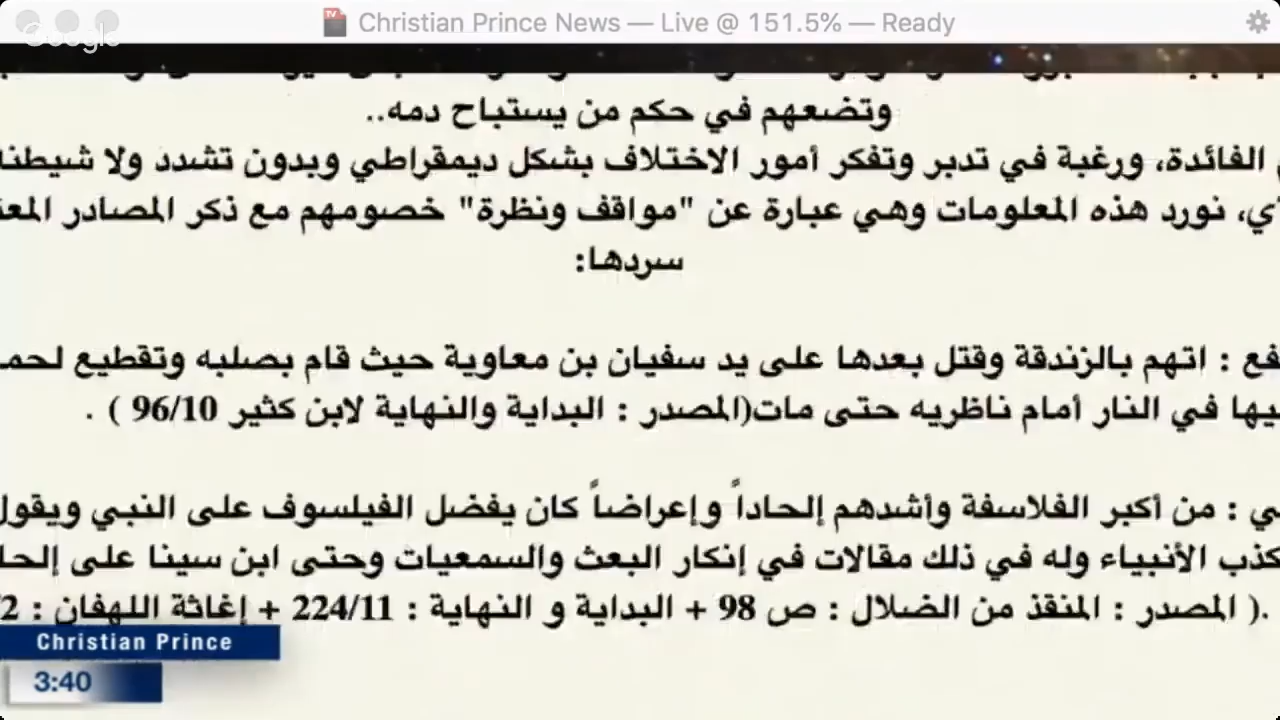 Christian Prince News — Live @ 151.5% — Ready
Google
وتضعهم في حكم من يستباح دمه..
الفائدة، ورغبة في تدبر وتفكر أمور الاختلاف بشكل ديمقراطي وبدون تشدد ولا شيطنة
نورد هذه المعلومات وهي عبارة عن "مواقف ونظرة" خصومهم مع ذكر المصادر
سردها:
: اتهم بالزندقة وقتل بعدها على يد سفيان بن معاوية حيث قام بصلبه وتقطيع
في النار أمام ناظريه حتى مات(المصدر : البداية والنهاية لابن كثير 96/10 ) .
: من أكبر الفلاسفة وأشدهم إلحاداً وإعراضاً كان يفضل الفيلسوف على النبي ويقول
الأنبياء وله في ذلك مقالات في إنكار البعث والسمعيات وحتى ابن سينا على
.( المصدر : المنقذ من الضلال : ص 98 + البداية و النهاية : 224/11 + إغاثة اللهفان :
Christian Prince
3:40